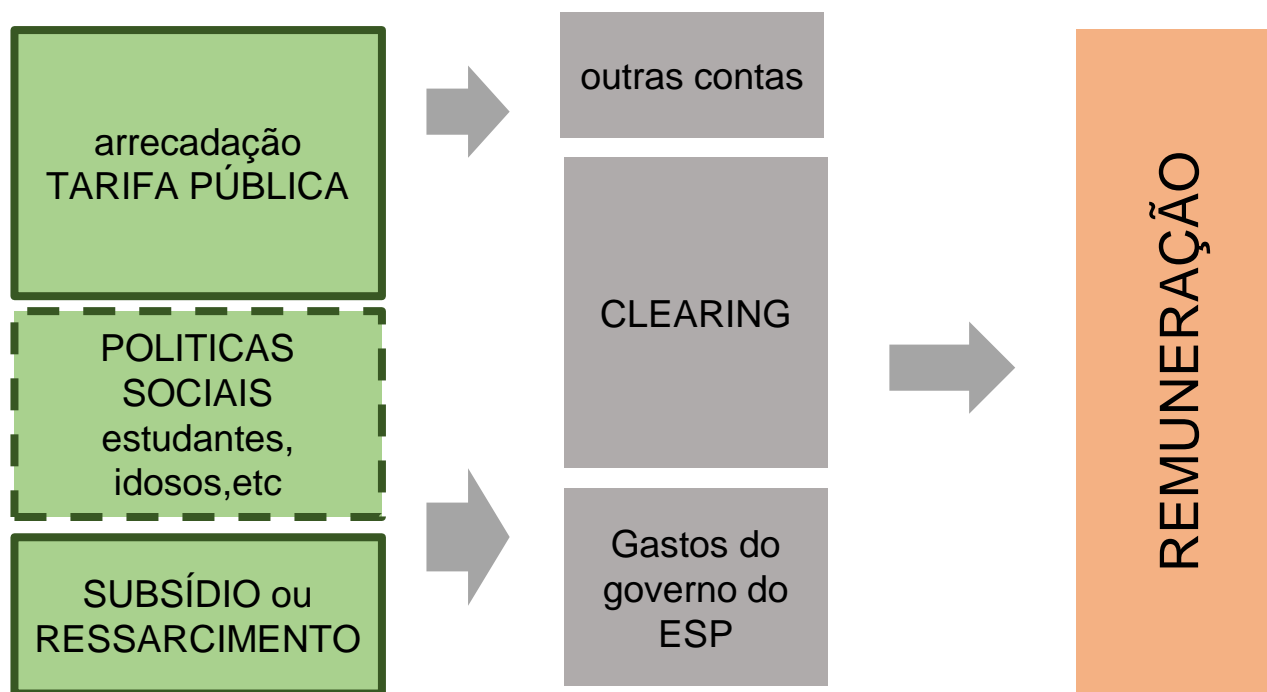 arrecadação
TARIFA PÚBLICA
POLITICAS
SOCIAIS
estudantes,
idosos,etc
SUBSÍDIO ou
RESSARCIMENTO
outras contas
CLEARING
Gastos do
governo do
ESP
REMUNERAÇÃO